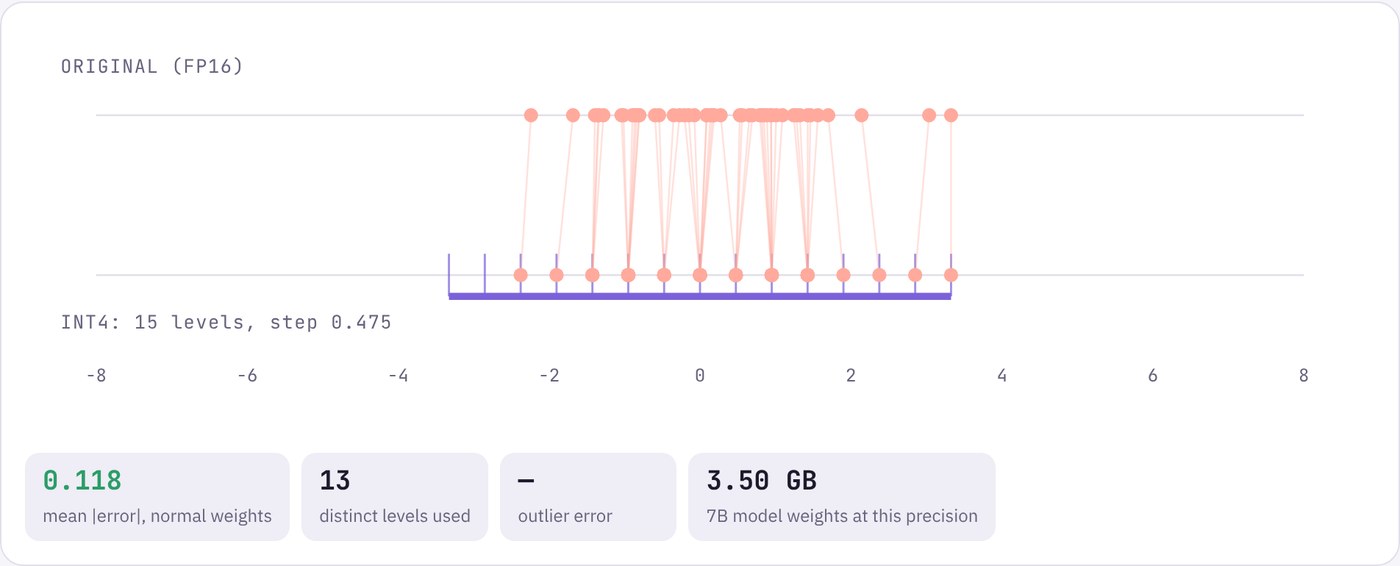 ORIGINAL (FP16)
INT4: 15 levels, step 0.475
-8 -6 -4 -2 0 2 4 6 8
0.118
mean |error|, normal weights
13
distinct levels used
—
outlier error
3.50 GB
7B model weights at this precision